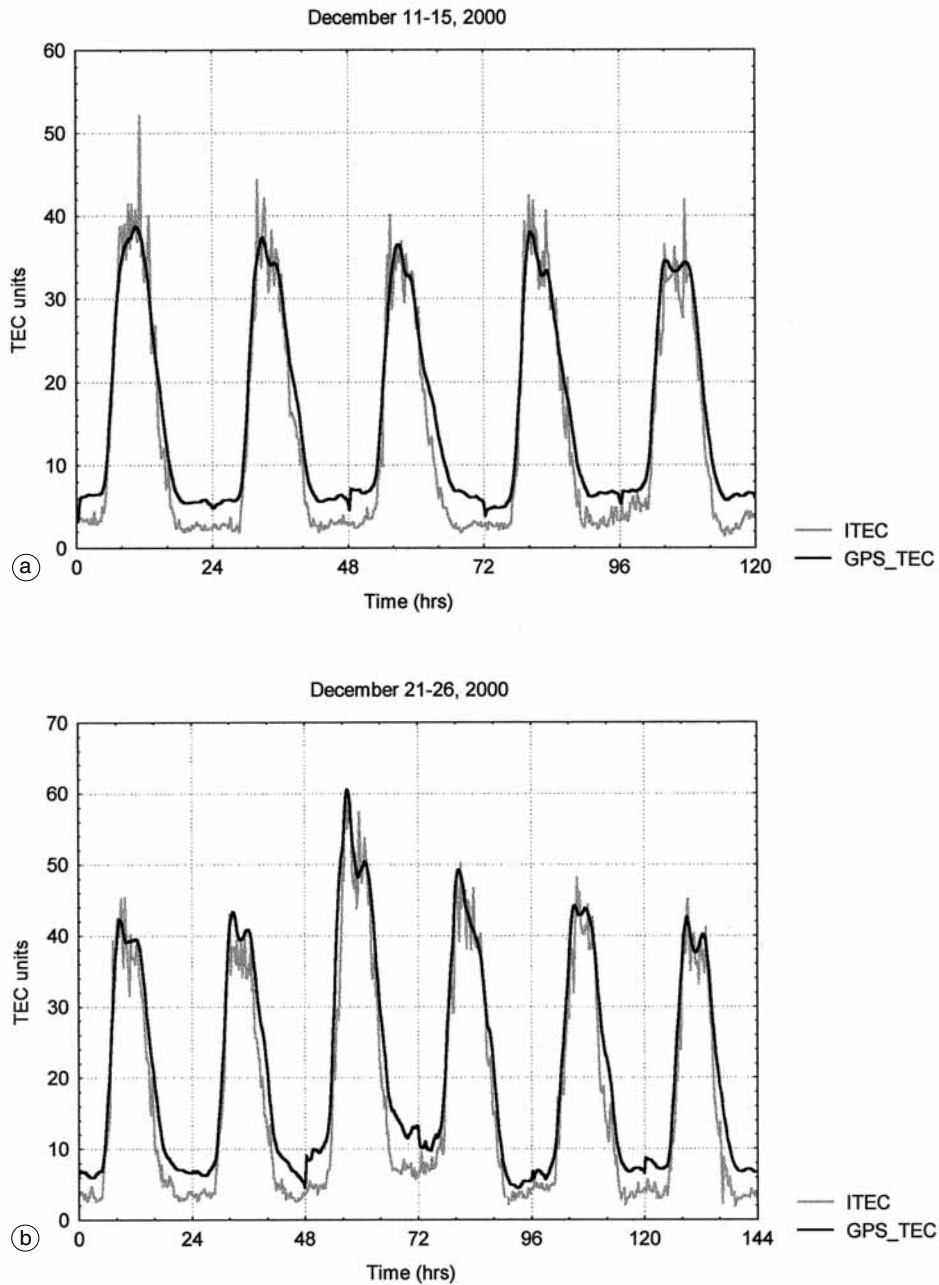 December 11-15, 2000
60
50
40
30
20
10
0
TEC units
0 24 48 72 96 120
Time (hrs)
ITEC
GPS_TEC
a
December 21-26, 2000
70
60
50
40
30
20
10
0
TEC units
0 24 48 72 96 120 144
Time (hrs)
ITEC
GPS_TEC
b